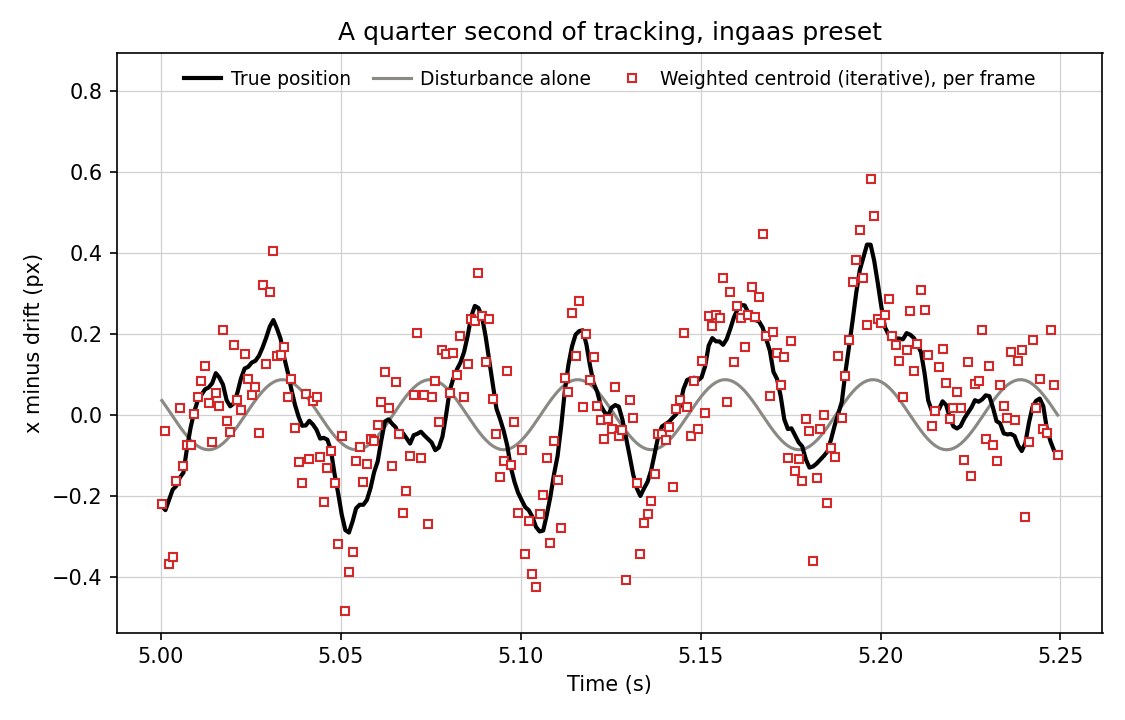 A quarter second of tracking, ingaas preset
True position
Disturbance alone
Weighted centroid (iterative), per frame
x minus drift (px)
0.8
0.6
0.4
0.2
0.0
−0.2
−0.4
5.00
5.05
5.10
5.15
5.20
5.25
Time (s)